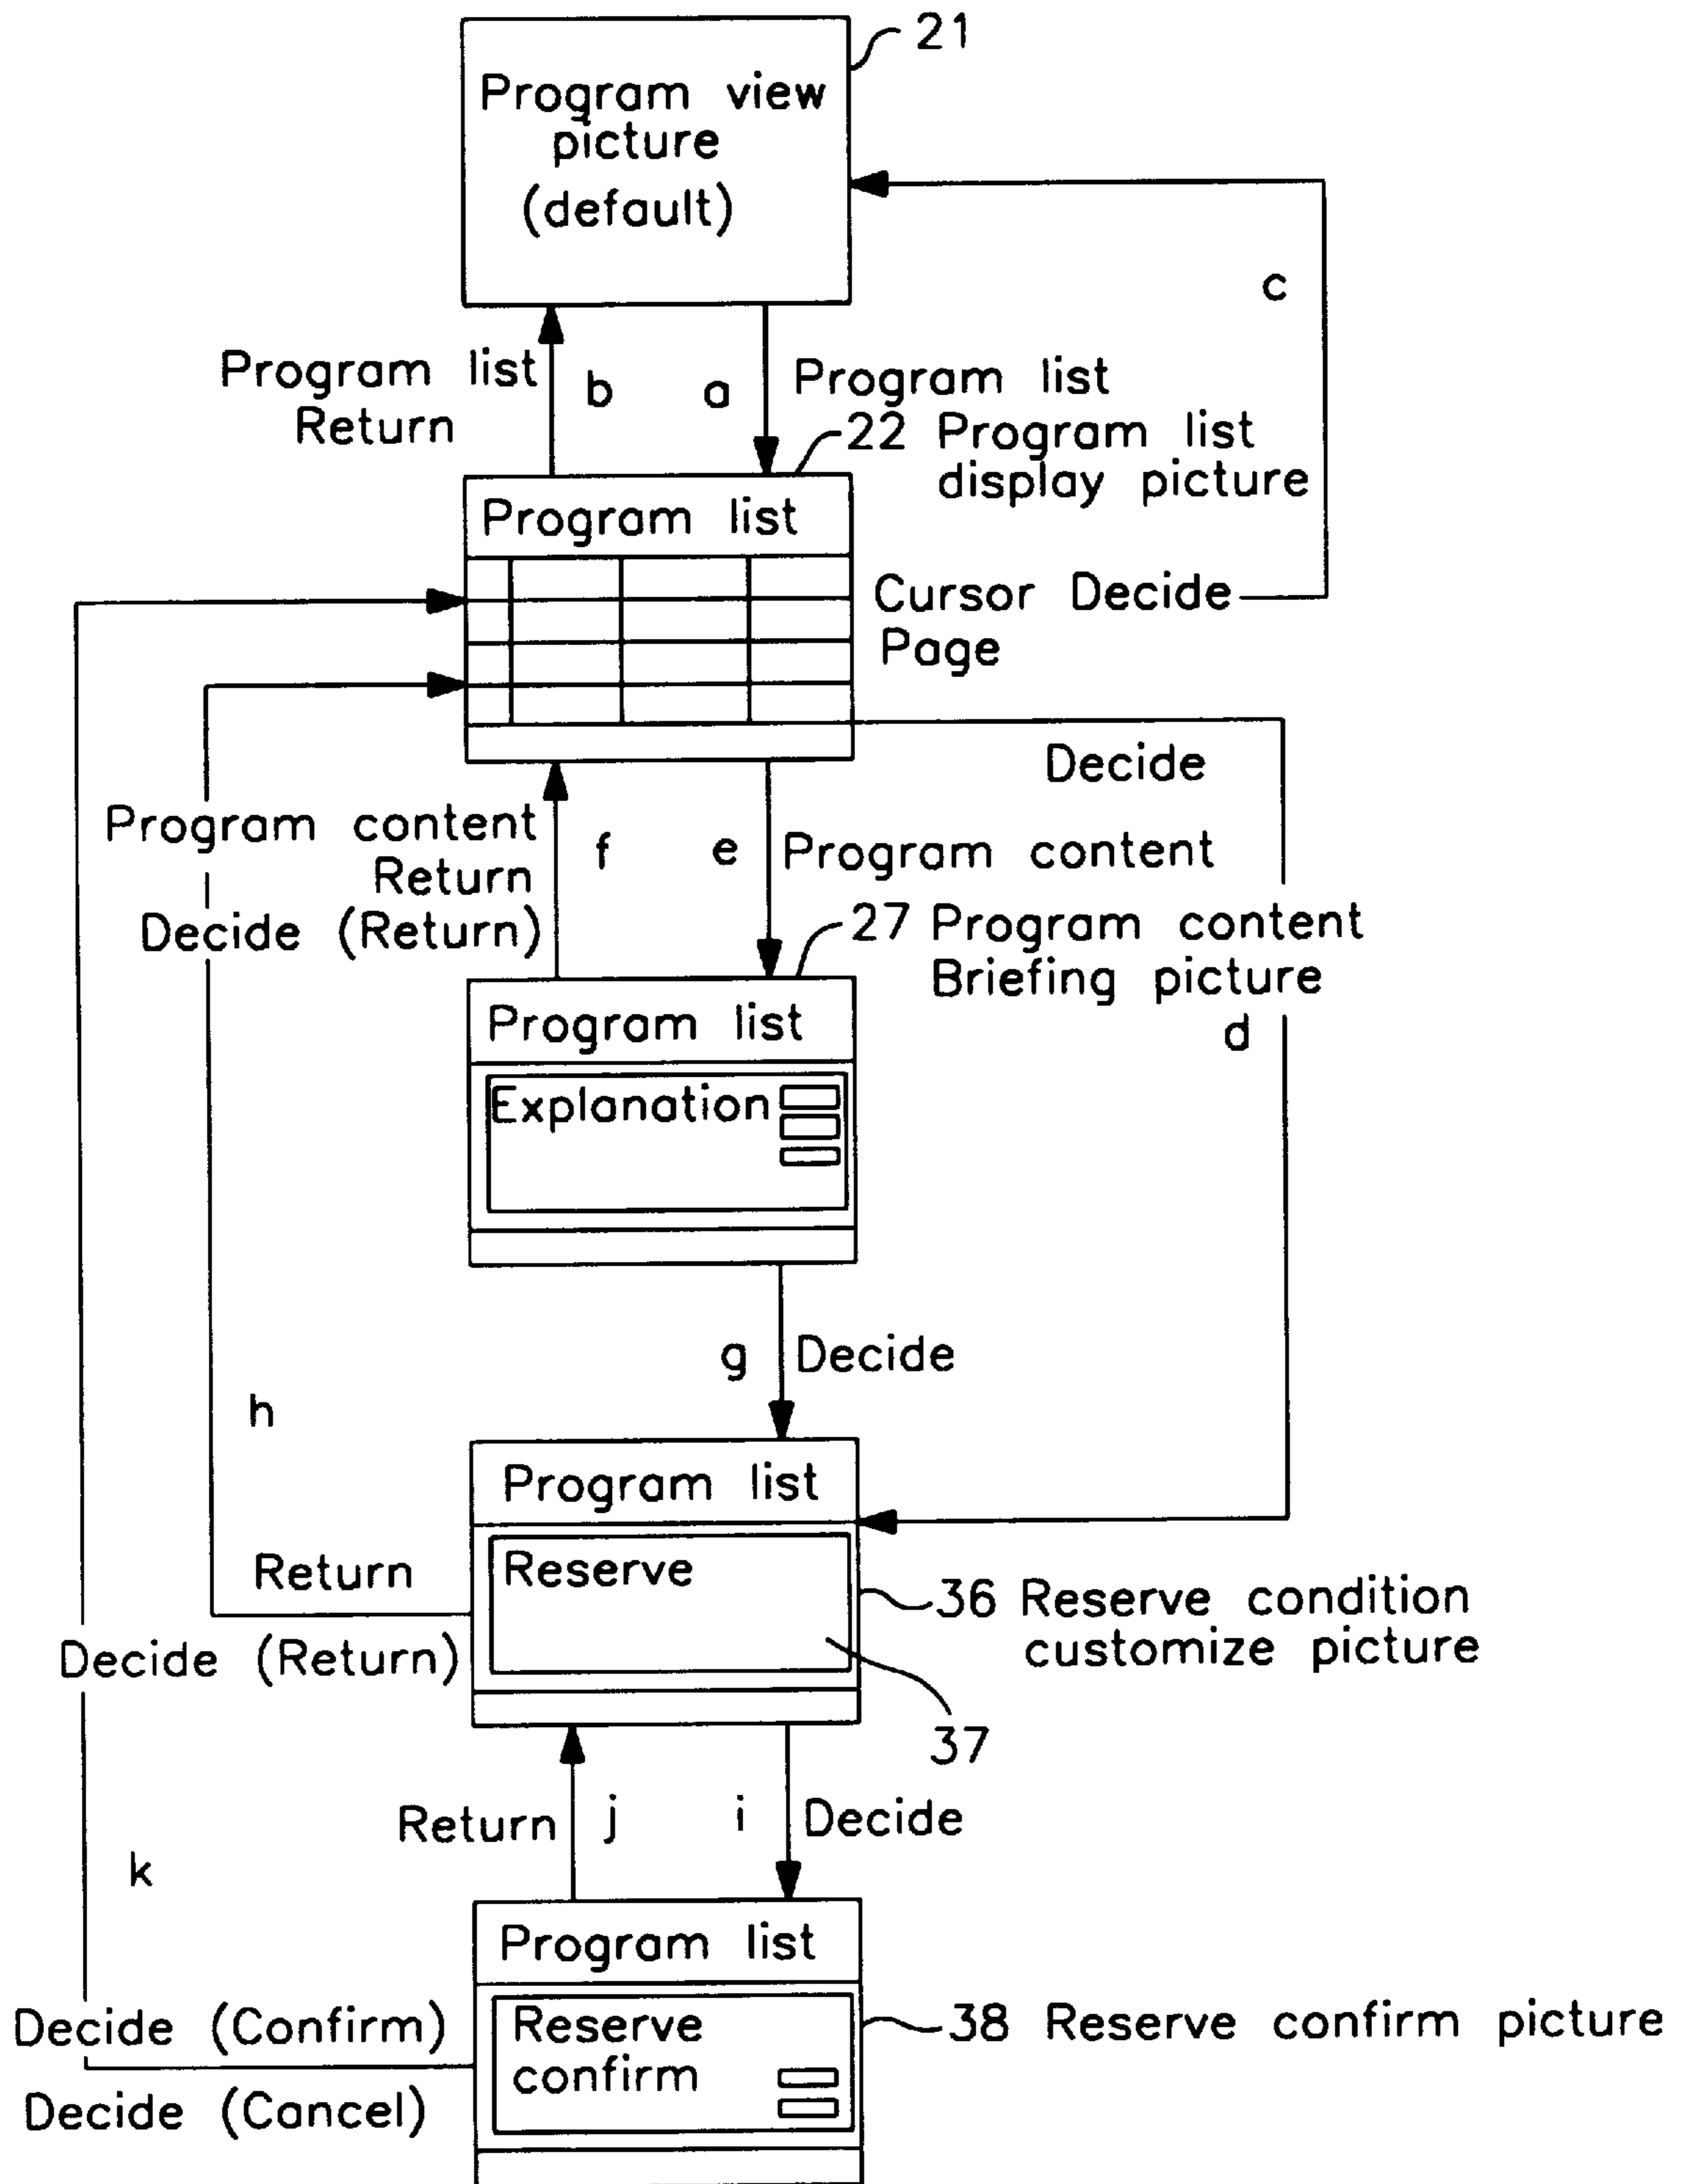 21
Program view
picture
(default)
c
Program list
Return
b
a
Program list
22 Program list
display picture
Program list
Cursor Decide
Page
Decide
Program content
Return
Decide (Return)
f
e
Program content
27 Program content
Briefing picture
d
Program list
Explanation
g
Decide
h
Program list
Return
Reserve
36 Reserve condition
customize picture
Decide (Return)
37
Return
j
i
Decide
k
Program list
Decide (Confirm)
Reserve
confirm
38 Reserve confirm picture
Decide (Cancel)